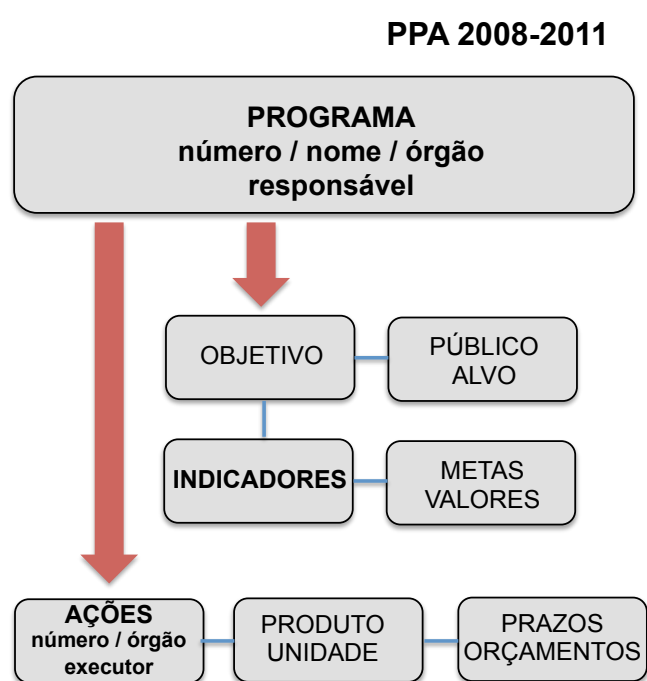 PPA 2008-2011
PROGRAMA
número / nome / órgão
responsável
OBJETIVO
PÚBLICO
ALVO
INDICADORES
METAS
VALORES
AÇÕES
número / órgão
executor
PRODUTO
UNIDADE
PRAZOS
ORÇAMENTOS